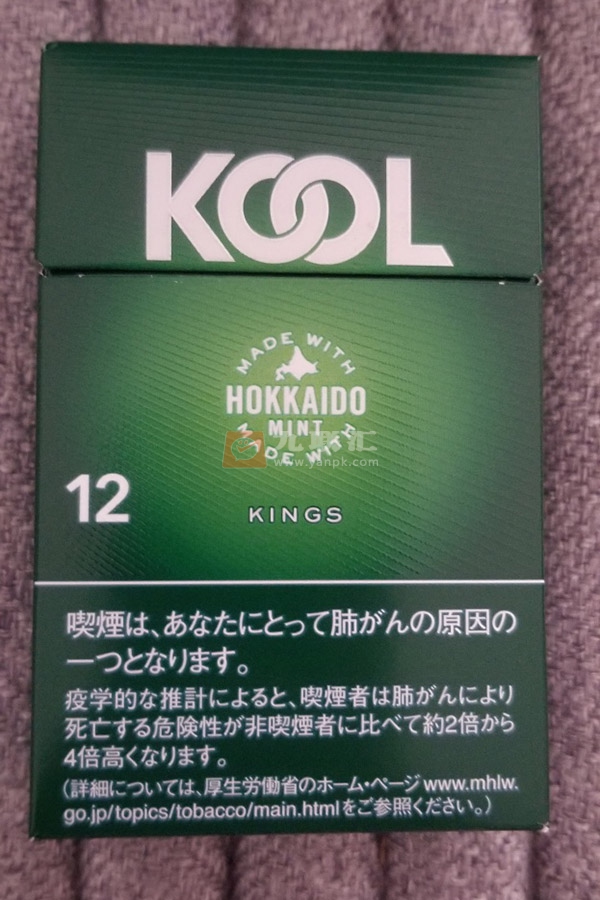 KOOL
MADE WITH
HOKKAIDO
MINT
MADE WITH
www.yanpk.com
12
KINGS
喫煙は、あなたにとって肺がんの原因の
一つとなります。
疫学的な推計によると、喫煙者は肺がんにより
死亡する危険性が非喫煙者に比べて約2倍から
4倍高くなります。
（詳細については、厚生労働省のホーム・ページ www.mhlw.
go.jp/topics/tobacco/main.htmlをご参照ください。）